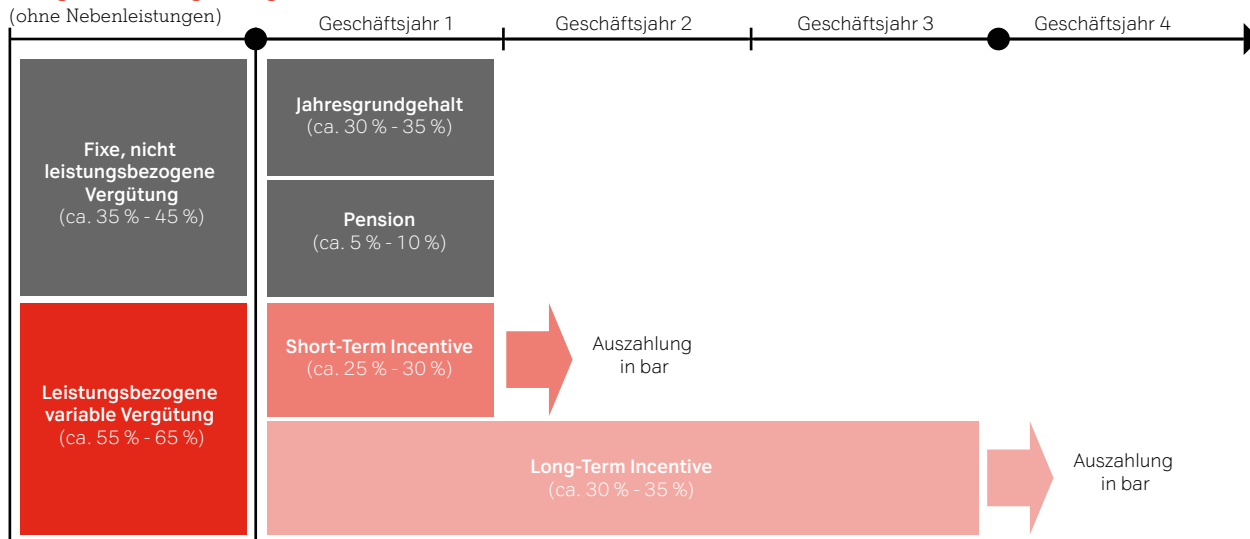 (ohne Nebenleistungen)
Geschäftsjahr 1
Geschäftsjahr 2
Geschäftsjahr 3
Geschäftsjahr 4
Fixe, nicht
leistungsbezogene
Vergütung
(ca. 35 % - 45 %)
Jahresgrundgehalt
(ca. 30 % - 35 %)
Pension
(ca. 5 % - 10 %)
Leistungsbezogene
variable Vergütung
(ca. 55 % - 65 %)
Short-Term Incentive
(ca. 25 % - 30 %)
Auszahlung
in bar
Long-Term Incentive
(ca. 30 % - 35 %)
Auszahlung
in bar